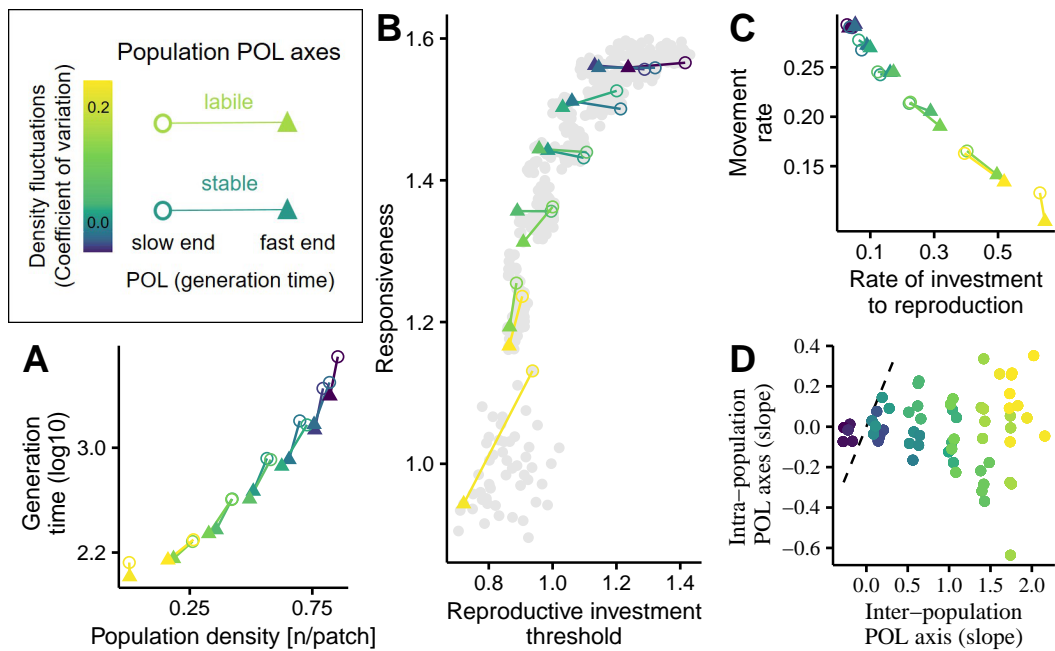 Population POL axes
Density fluctuations
(Coefficient of variation)
0.2
0.0
labile
stable
slow end
fast end
POL (generation time)
A
Generation
time (log10)
3.0
2.2
0.25
0.75
Population density [n/patch]
B
Responsiveness
1.6
1.4
1.2
1.0
0.8
1.0
1.2
1.4
Reproductive investment
threshold
C
Movement
rate
0.25
0.20
0.15
0.1
0.3
0.5
Rate of investment
to reproduction
D
Intra−population
POL axes (slope)
0.4
0.2
0.0
−0.2
−0.4
−0.6
0.0
0.5
1.0
1.5
2.0
Inter−population
POL axis (slope)